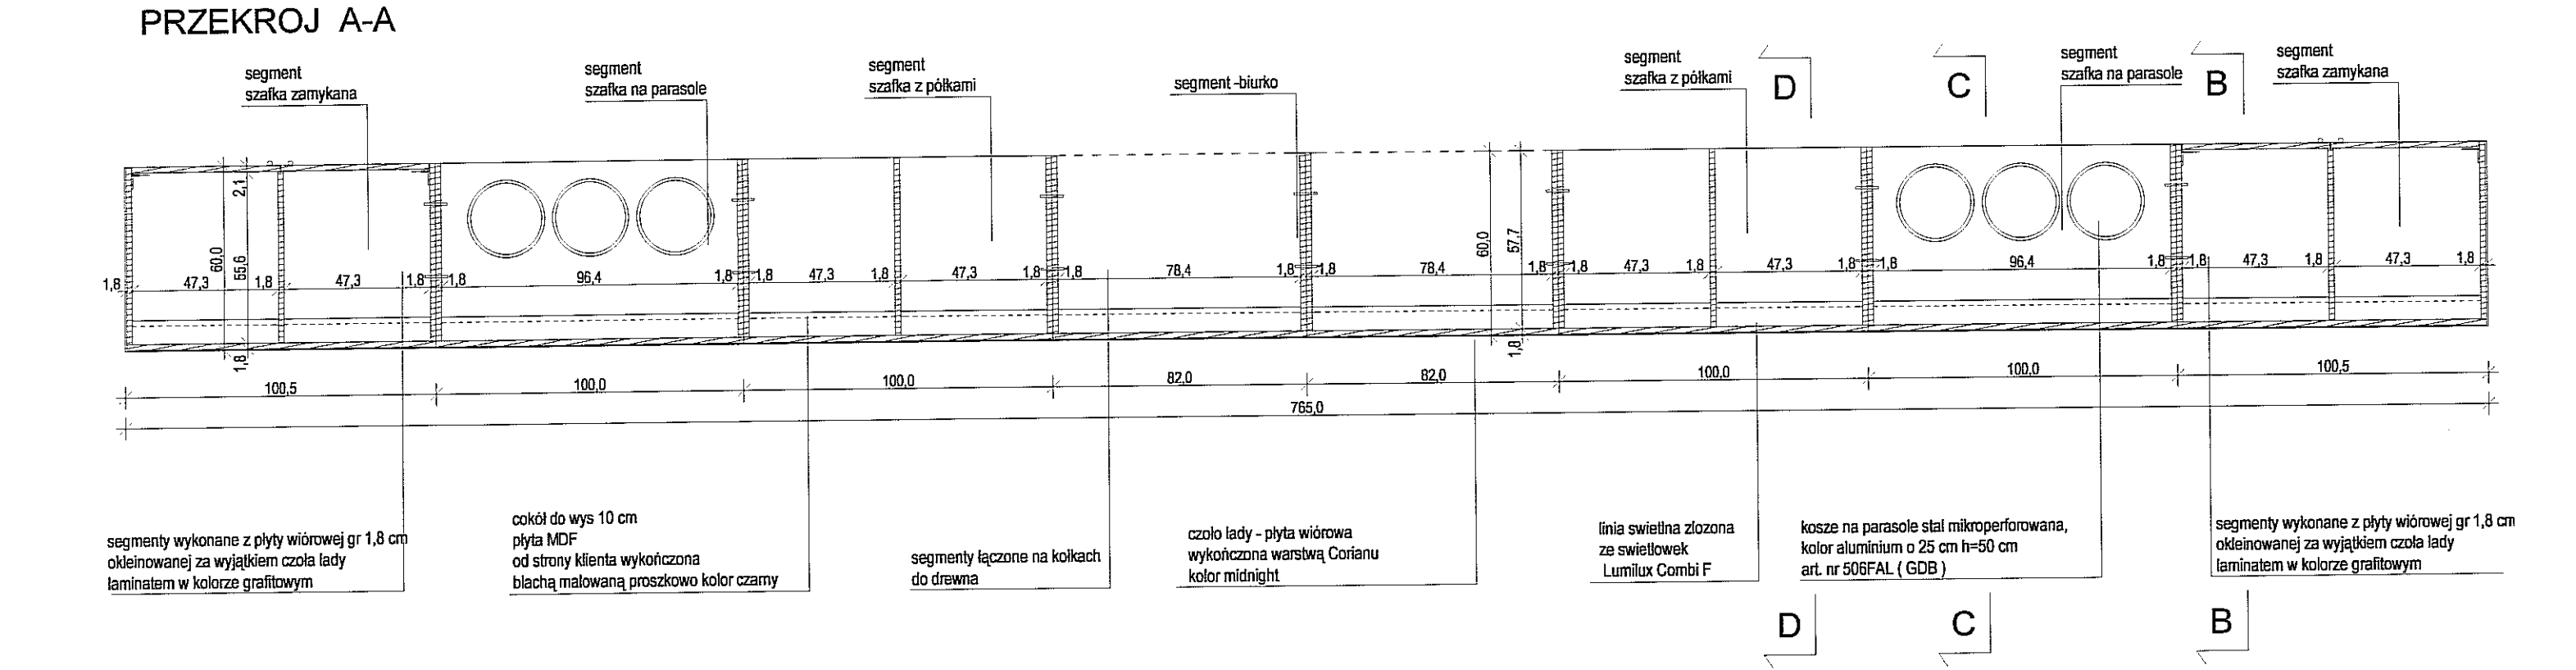 PRZEKROJ A-A
segment
szafka zamykana
segment
szafka na parasole
segment
szafka z półkami
segment -biurko
segment
szafka z półkami
D
C
segment
szafka na parasole
B
segment
szafka zamykana
60,0
2,1
55,6
1,8
60,0
57,7
1,8
1,8 47,3 1,8 47,3 1,8 1,8 96,4 1,8 1,8 47,3 1,8 47,3 1,8 1,8 78,4 1,8 1,8 78,4 1,8 1,8 47,3 1,8 47,3 1,8 1,8 96,4 1,8 1,8 47,3 1,8 47,3 1,8
100,5 100,0 100,0 82,0 82,0 100,0 100,0 100,5
765,0
segmenty wykonane z płyty wiórowej gr 1,8 cm
okleinowanej za wyjątkiem czoła lady
laminatem w kolorze grafitowym
cokół do wys 10 cm
płyta MDF
od strony klienta wykończona
blachą malowaną proszkowo kolor czarny
segmenty łączone na kołkach
do drewna
czoło lady - płyta wiórowa
wykończona warstwą Corianu
kolor midnight
linia swietlna zlozona
ze swietlowek
Lumilux Combi F
kosze na parasole stal mikroperforowana,
kolor aluminium o 25 cm h=50 cm
art. nr 506FAL ( GDB )
segmenty wykonane z płyty wiórowej gr 1,8 cm
okleinowanej za wyjątkiem czoła lady
laminatem w kolorze grafitowym
D
C
B